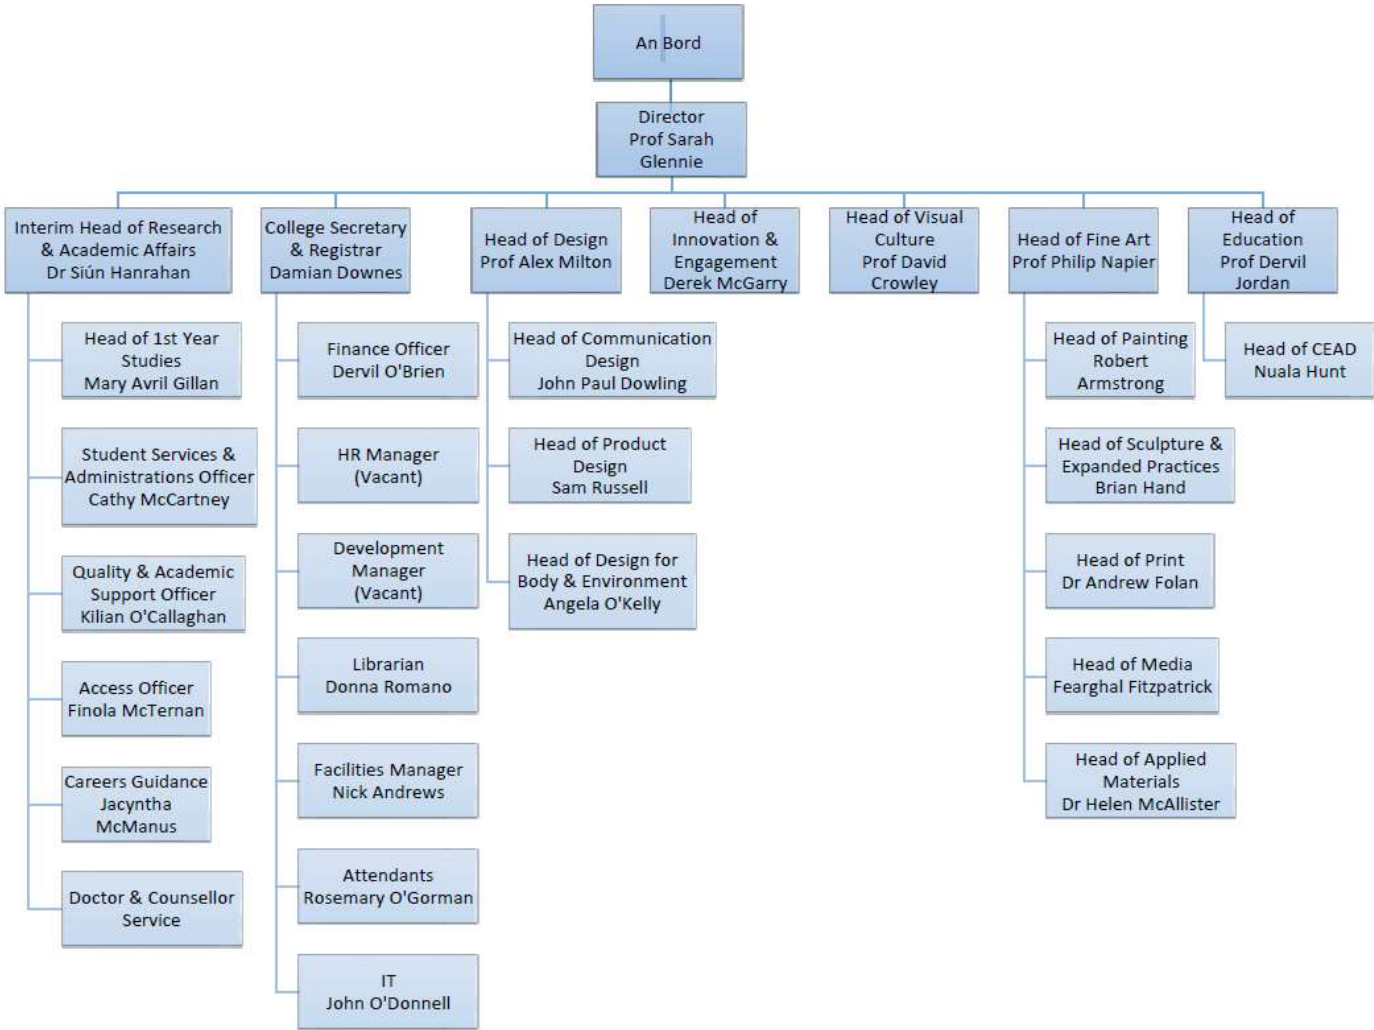 An Bord
Director
Prof Sarah
Glennie
Interim Head of Research
& Academic Affairs
Dr Siún Hanrahan
College Secretary
& Registrar
Damian Downes
Head of Design
Prof Alex Milton
Head of
Innovation &
Engagement
Derek McGarry
Head of Visual
Culture
Prof David
Crowley
Head of Fine Art
Prof Philip Napier
Head of
Education
Prof Dervil
Jordan
Head of 1st Year
Studies
Mary Avril Gillan
Student Services &
Administrations Officer
Cathy McCartney
Quality & Academic
Support Officer
Kilian O'Callaghan
Access Officer
Finola McTernan
Careers Guidance
Jacyntha
McManus
Doctor & Counsellor
Service
Finance Officer
Dervil O'Brien
HR Manager
(Vacant)
Development
Manager
(Vacant)
Librarian
Donna Romano
Facilities Manager
Nick Andrews
Attendants
Rosemary O'Gorman
IT
John O'Donnell
Head of Communication
Design
John Paul Dowling
Head of Product
Design
Sam Russell
Head of Design for
Body & Environment
Angela O'Kelly
Head of Painting
Robert
Armstrong
Head of Sculpture &
Expanded Practices
Brian Hand
Head of Print
Dr Andrew Folan
Head of Media
Fearghal Fitzpatrick
Head of Applied
Materials
Dr Helen McAllister
Head of CEAD
Nuala Hunt